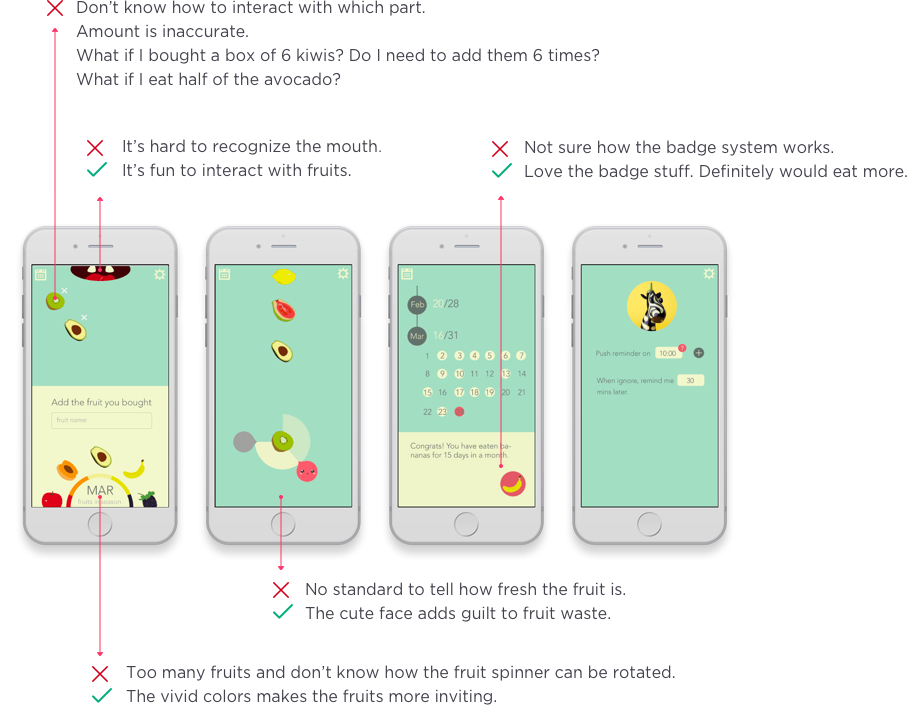 Don't know how to interact with which part.
Amount is inaccurate.
What if I bought a box of 6 kiwis? Do I need to add them 6 times?
What if I eat half of the avocado?
It's hard to recognize the mouth.
It's fun to interact with fruits.
Not sure how the badge system works.
Love the badge stuff. Definitely would eat more.
Add the fruit you bought
fruit name
MAR
fruits in season
Feb 20/28
Mar 16/31
1 2 3 4 5 6 7
8 9 10 11 12 13 14
15 16 17 18 19 20 21
22 23
Congrats! You have eaten ba-
nanas for 15 days in a month.
Push reminder on 10:00 +
When ignore, remind me 30
mins later.
No standard to tell how fresh the fruit is.
The cute face adds guilt to fruit waste.
Too many fruits and don't know how the fruit spinner can be rotated.
The vivid colors makes the fruits more inviting.